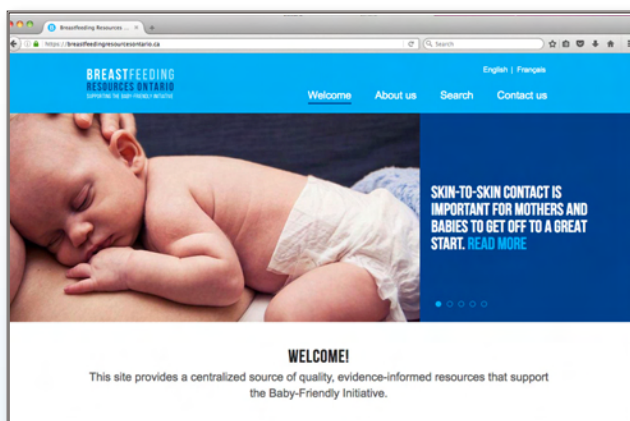 Breastfeeding Resources ...
https://breastfeedingresourcesontario.ca
Search
English | Français
BREASTFEEDING
RESOURCES ONTARIO
SUPPORTING THE BABY-FRIENDLY INITIATIVE
Welcome About us Search Contact us
SKIN-TO-SKIN CONTACT IS
IMPORTANT FOR MOTHERS AND
BABIES TO GET OFF TO A GREAT
START. READ MORE
WELCOME!
This site provides a centralized source of quality, evidence-informed resources that support
the Baby-Friendly Initiative.